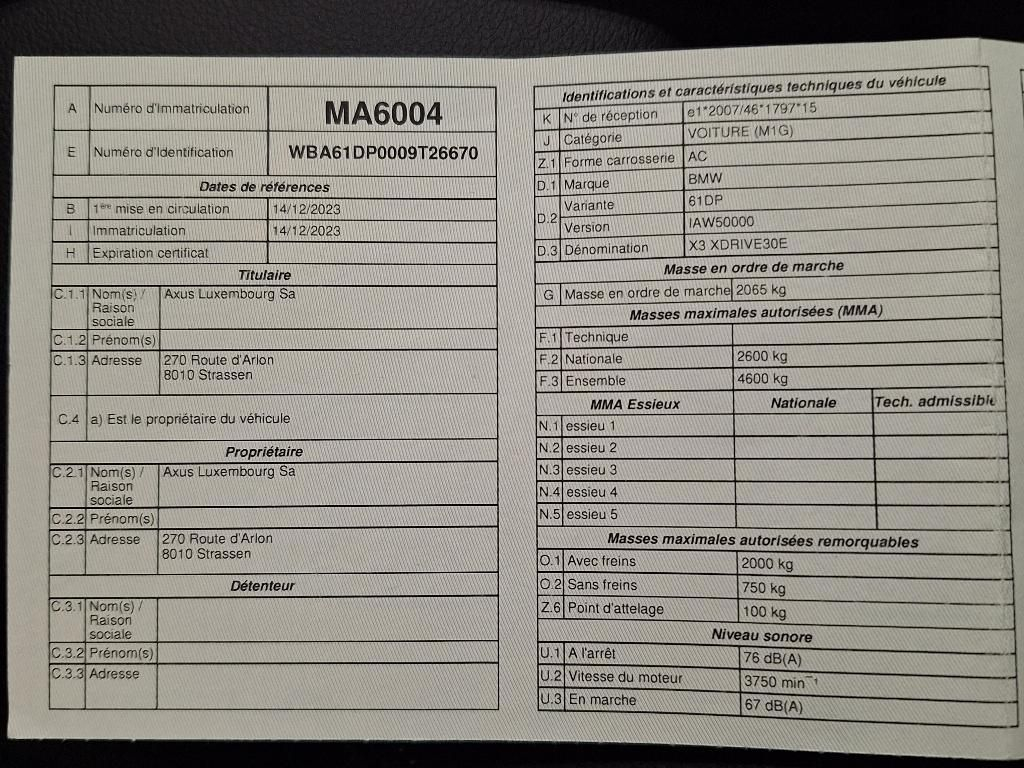 A Numéro d'Immatriculation MA6004
E Numéro d'Identification WBA61DP0009T26670
Dates de références
B 1ère mise en circulation 14/12/2023
I Immatriculation 14/12/2023
H Expiration certificat
Titulaire
C.1.1 Nom(s) / Axus Luxembourg Sa
Raison
sociale
C.1.2 Prénom(s)
C.1.3 Adresse 270 Route d'Arlon
8010 Strassen
C.4 a) Est le propriétaire du véhicule
Propriétaire
C.2.1 Nom(s) / Axus Luxembourg Sa
Raison
sociale
C.2.2 Prénom(s)
C.2.3 Adresse 270 Route d'Arlon
8010 Strassen
Détenteur
C.3.1 Nom(s) /
Raison
sociale
C.3.2 Prénom(s)
C.3.3 Adresse
Identifications et caractéristiques techniques du véhicule
K N° de réception e1*2007/46*1797*15
J Catégorie VOITURE (M1G)
Z.1 Forme carrosserie AC
D.1 Marque BMW
D.2 Variante 61DP
Version IAW50000
D.3 Dénomination X3 XDRIVE30E
Masse en ordre de marche
G Masse en ordre de marche 2065 kg
Masses maximales autorisées (MMA)
F.1 Technique
F.2 Nationale 2600 kg
F.3 Ensemble 4600 kg
MMA Essieux Nationale Tech. admissible
N.1 essieu 1
N.2 essieu 2
N.3 essieu 3
N.4 essieu 4
N.5 essieu 5
Masses maximales autorisées remorquables
O.1 Avec freins 2000 kg
O.2 Sans freins 750 kg
Z.6 Point d'attelage 100 kg
Niveau sonore
U.1 A l'arrêt 76 dB(A)
U.2 Vitesse du moteur 3750 min⁻¹
U.3 En marche 67 dB(A)